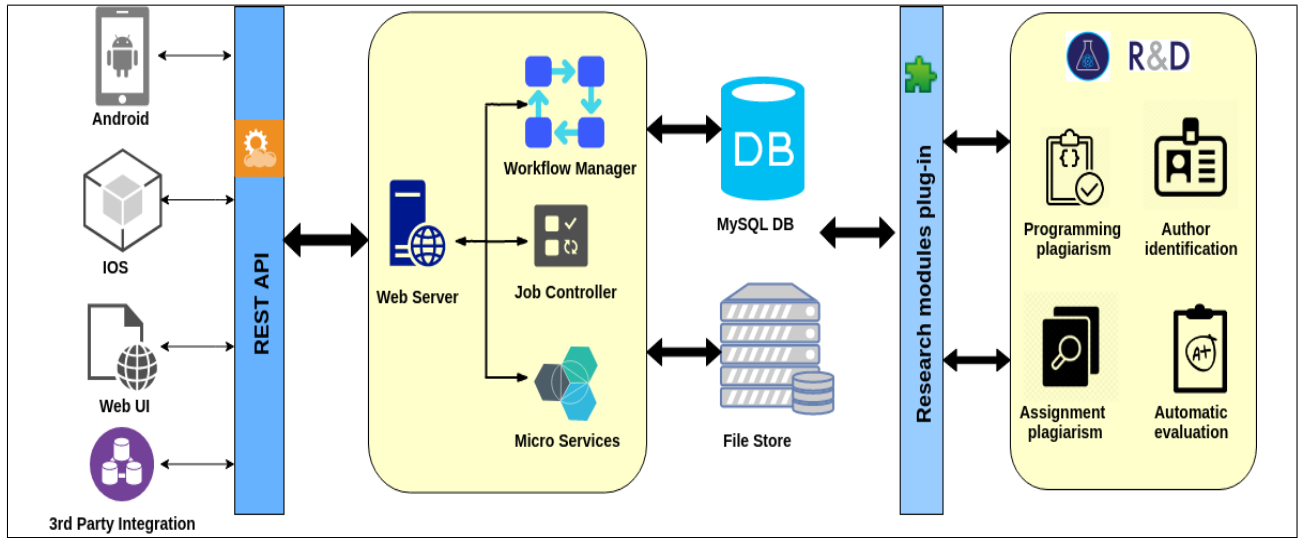 Android
IOS
Web UI
3rd Party Integration
REST API
Web Server
Workflow Manager
Job Controller
Micro Services
DB
MySQL DB
File Store
Research modules plug-in
R&D
{}
Programming
plagiarism
Author
identification
Assignment
plagiarism
A+
Automatic
evaluation